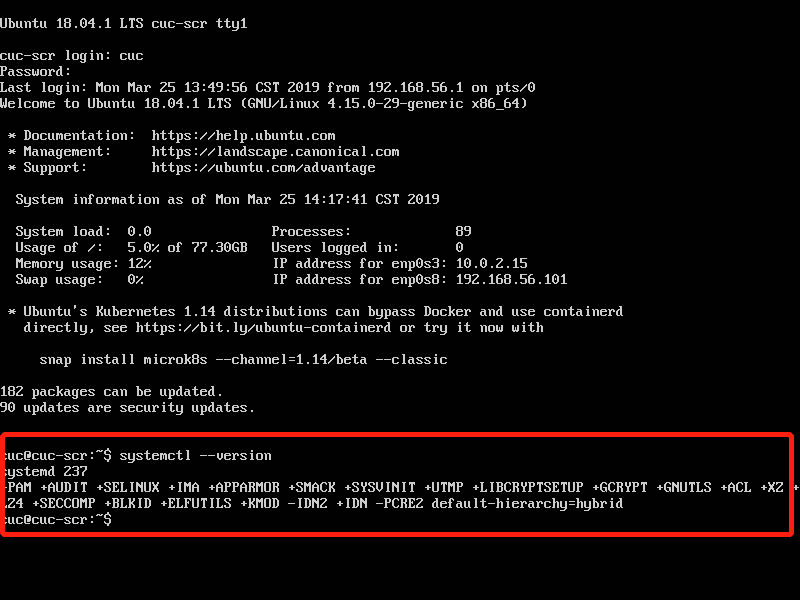 Ubuntu 18.04.1 LTS cuc-scr tty1
cuc-scr login: cuc
Password:
Last login: Mon Mar 25 13:49:56 CST 2019 from 192.168.56.1 on pts/0
Welcome to Ubuntu 18.04.1 LTS (GNU/Linux 4.15.0-29-generic x86_64)
* Documentation:  https://help.ubuntu.com
* Management:     https://landscape.canonical.com
* Support:        https://ubuntu.com/advantage
System information as of Mon Mar 25 14:17:41 CST 2019
System load:  0.0               Processes:             89
Usage of /:   5.0% of 77.30GB   Users logged in:       0
Memory usage: 12%               IP address for enp0s3: 10.0.2.15
Swap usage:   0%                IP address for enp0s8: 192.168.56.101
* Ubuntu's Kubernetes 1.14 distributions can bypass Docker and use containerd
directly, see https://bit.ly/ubuntu-containerd or try it now with
snap install microk8s --channel=1.14/beta --classic
182 packages can be updated.
90 updates are security updates.
cuc@cuc-scr:~$ systemctl --version
systemd 237
+PAM +AUDIT +SELINUX +IMA +APPARMOR +SMACK +SYSVINIT +UTMP +LIBCRYPTSETUP +GCRYPT +GNUTLS +ACL +XZ +
LZ4 +SECCOMP +BLKID +ELFUTILS +KMOD -IDN2 +IDN -PCRE2 default-hierarchy=hybrid
cuc@cuc-scr:~$